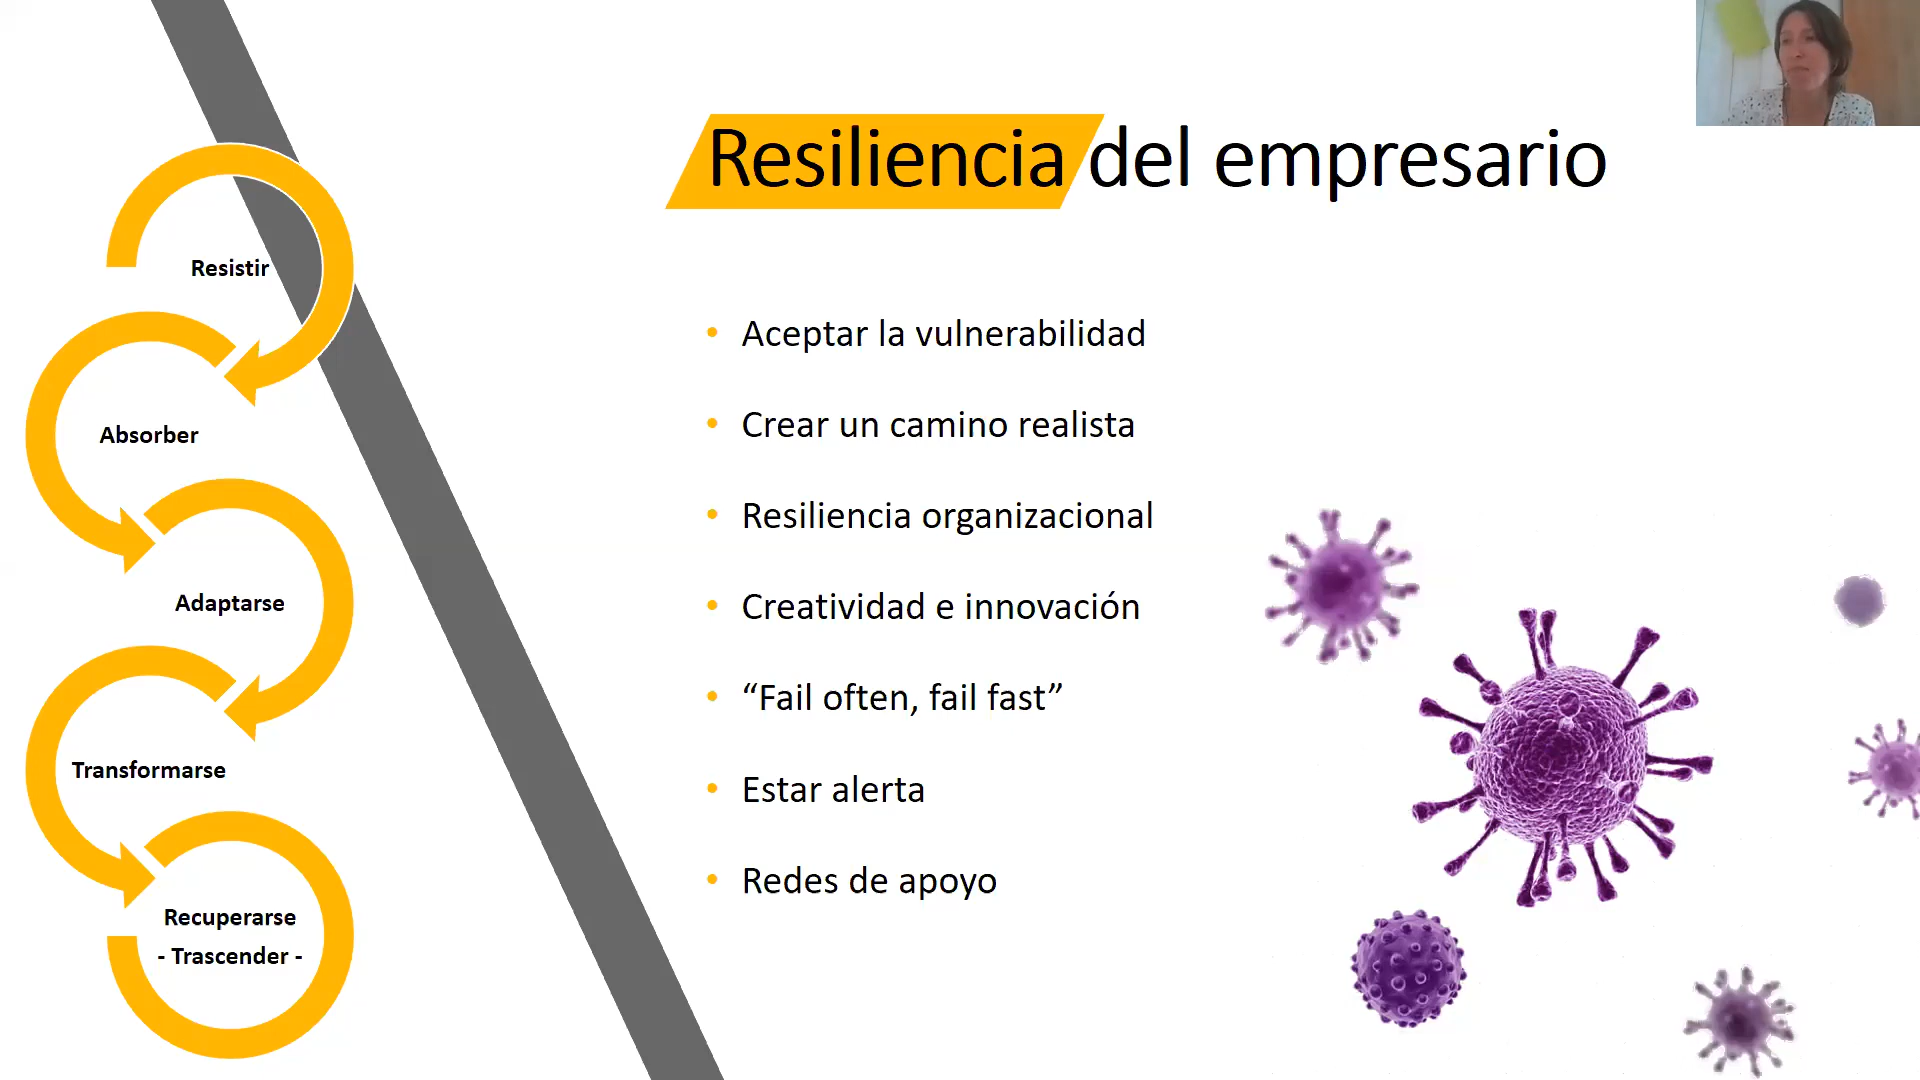 Resiliencia del empresario
Resistir
Absorber
Adaptarse
Transformarse
Recuperarse
- Trascender -
• Aceptar la vulnerabilidad
• Crear un camino realista
• Resiliencia organizacional
• Creatividad e innovación
• “Fail often, fail fast”
• Estar alerta
• Redes de apoyo